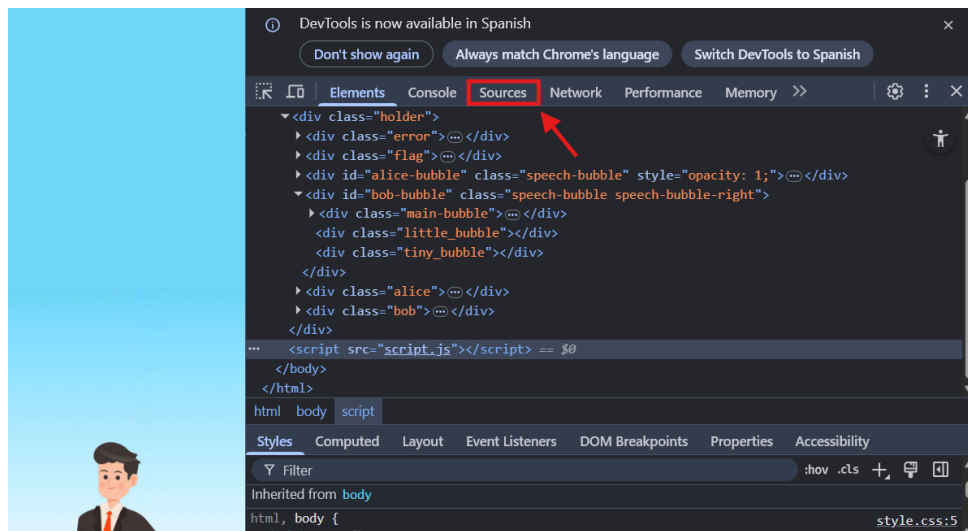 DevTools is now available in Spanish
Don't show again Always match Chrome's language Switch DevTools to Spanish
Elements Console Sources Network Performance Memory
<div class="holder">
<div class="error"> … </div>
<div class="flag"> … </div>
<div id="alice-bubble" class="speech-bubble" style="opacity: 1;"> … </div>
<div id="bob-bubble" class="speech-bubble speech-bubble-right">
<div class="main-bubble"> … </div>
<div class="little_bubble"></div>
<div class="tiny_bubble"></div>
</div>
<div class="alice"> … </div>
<div class="bob"> … </div>
</div>
… <script src="script.js"></script> == $0
</body>
</html>
html body script
Styles Computed Layout Event Listeners DOM Breakpoints Properties Accessibility
Filter :hov .cls
Inherited from body
html, body { style.css:5